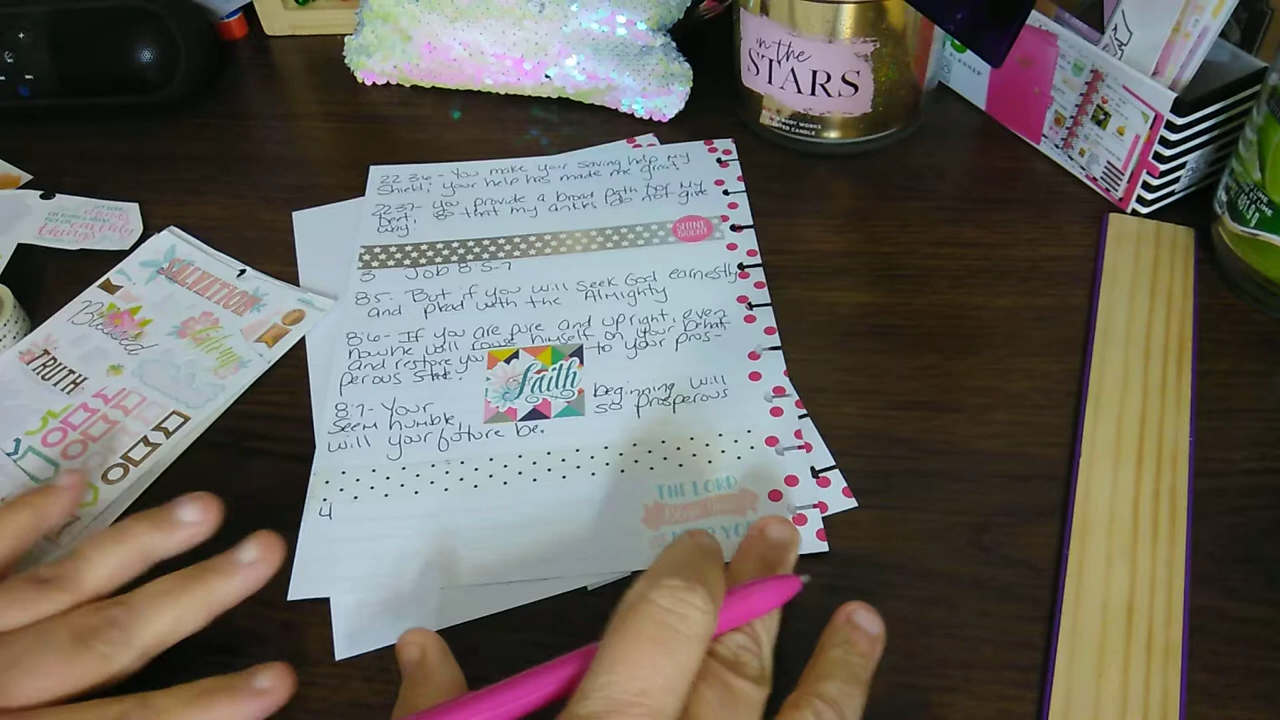 in the
STARS
BODY WORKS
22:36- You make your saving help my
Shield; your help has made me great.
22:37- You provide a broad path for my
feet, so that my ankles do not give
way.
SHINE
BRIGHT
3 Job 8 5-7
85. But if you will seek God earnestly
and plead with the Almighty
8:6- If you are pure and upright, even
now he will rouse himself on your behalf
and restore you to your pros-
perous state.
Faith
8:7- Your beginning will
seem humble, so prosperous
will your future be.
4
THE LORD
SALVATION
Blessed
TRUTH
things